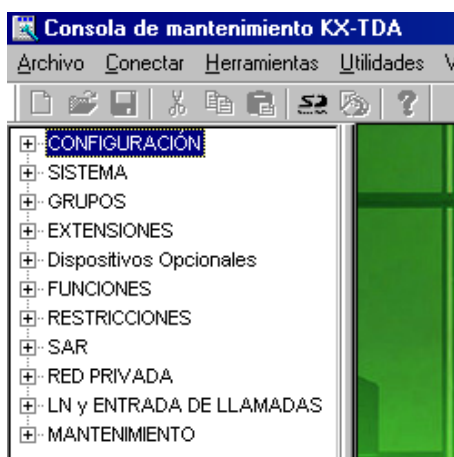 Consola de mantenimiento KX-TDA
Archivo Conectar Herramientas Utilidades V
CONFIGURACIÓN
SISTEMA
GRUPOS
EXTENSIONES
Dispositivos Opcionales
FUNCIONES
RESTRICCIONES
SAR
RED PRIVADA
LN y ENTRADA DE LLAMADAS
MANTENIMIENTO